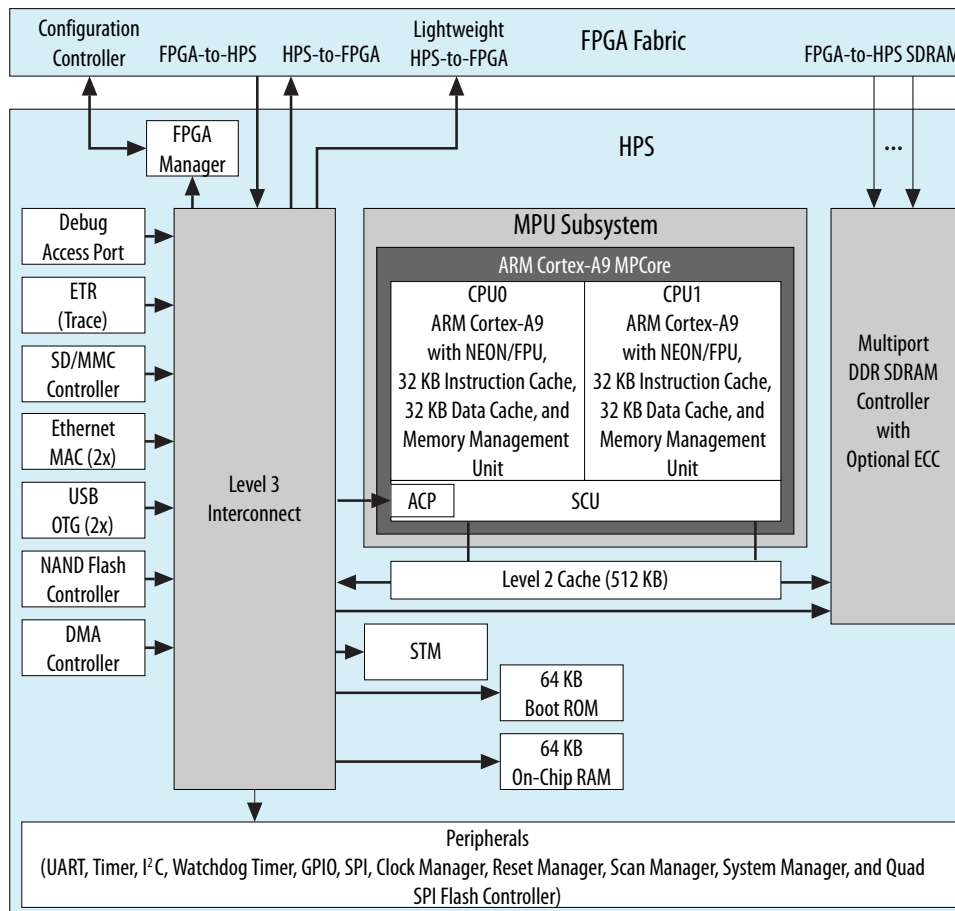 Configuration
Controller
FPGA-to-HPS
HPS-to-FPGA
Lightweight
HPS-to-FPGA
FPGA Fabric
FPGA-to-HPS SDRAM
FPGA
Manager
HPS
...
Debug
Access Port
ETR
(Trace)
SD/MMC
Controller
Ethernet
MAC (2x)
USB
OTG (2x)
NAND Flash
Controller
DMA
Controller
Level 3
Interconnect
MPU Subsystem
ARM Cortex-A9 MPCore
CPU0
ARM Cortex-A9
with NEON/FPU,
32 KB Instruction Cache,
32 KB Data Cache, and
Memory Management
Unit
CPU1
ARM Cortex-A9
with NEON/FPU,
32 KB Instruction Cache,
32 KB Data Cache, and
Memory Management
Unit
ACP
SCU
Level 2 Cache (512 KB)
Multiport
DDR SDRAM
Controller
with
Optional ECC
STM
64 KB
Boot ROM
64 KB
On-Chip RAM
Peripherals
(UART, Timer, I²C, Watchdog Timer, GPIO, SPI, Clock Manager, Reset Manager, Scan Manager, System Manager, and Quad
SPI Flash Controller)